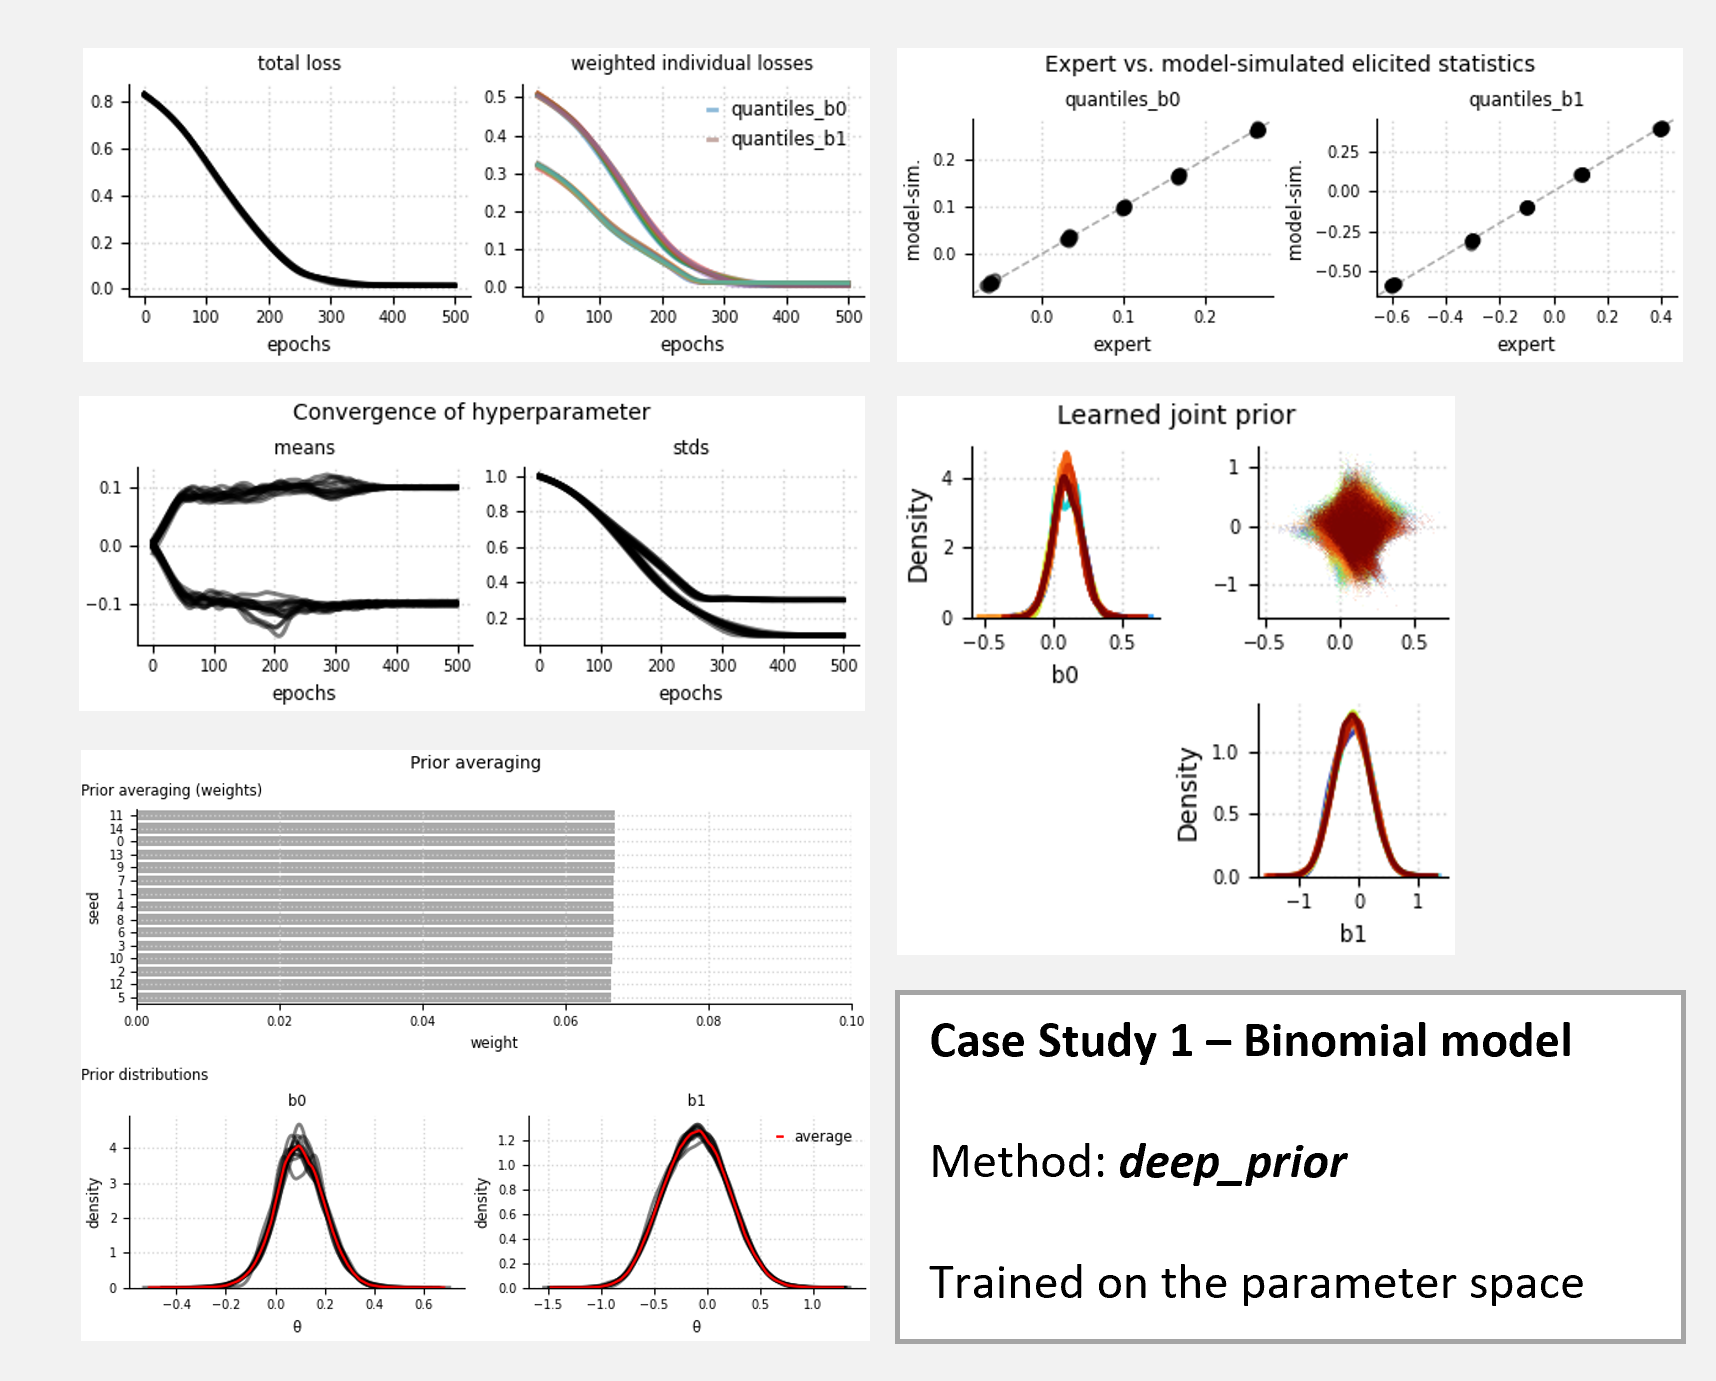 total loss
0.8
0.6
0.4
0.2
0.0
0 100 200 300 400 500
epochs
weighted individual losses
quantiles_b0
quantiles_b1
0.5
0.4
0.3
0.2
0.1
0.0
0 100 200 300 400 500
epochs
Expert vs. model-simulated elicited statistics
quantiles_b0
model-sim.
0.2
0.1
0.0
0.0 0.1 0.2
expert
quantiles_b1
model-sim.
0.25
0.00
−0.25
−0.50
−0.6 −0.4 −0.2 0.0 0.2 0.4
expert
Convergence of hyperparameter
means
0.1
0.0
−0.1
0 100 200 300 400 500
epochs
stds
1.0
0.8
0.6
0.4
0.2
0 100 200 300 400 500
epochs
Learned joint prior
Density
4
2
0
−0.5 0.0 0.5
b0
1
0
−1
−0.5 0.0 0.5
Density
1.0
0.5
0.0
−1 0 1
b1
Prior averaging
Prior averaging (weights)
seed
11
14
0
13
9
7
1
4
8
6
3
10
2
12
5
0.00 0.02 0.04 0.06 0.08 0.10
weight
Prior distributions
b0
density
4
3
2
1
0
−0.4 −0.2 0.0 0.2 0.4 0.6
θ
b1
average
density
1.2
1.0
0.8
0.6
0.4
0.2
0.0
−1.5 −1.0 −0.5 0.0 0.5 1.0
θ
Case Study 1 – Binomial model
Method: deep_prior
Trained on the parameter space